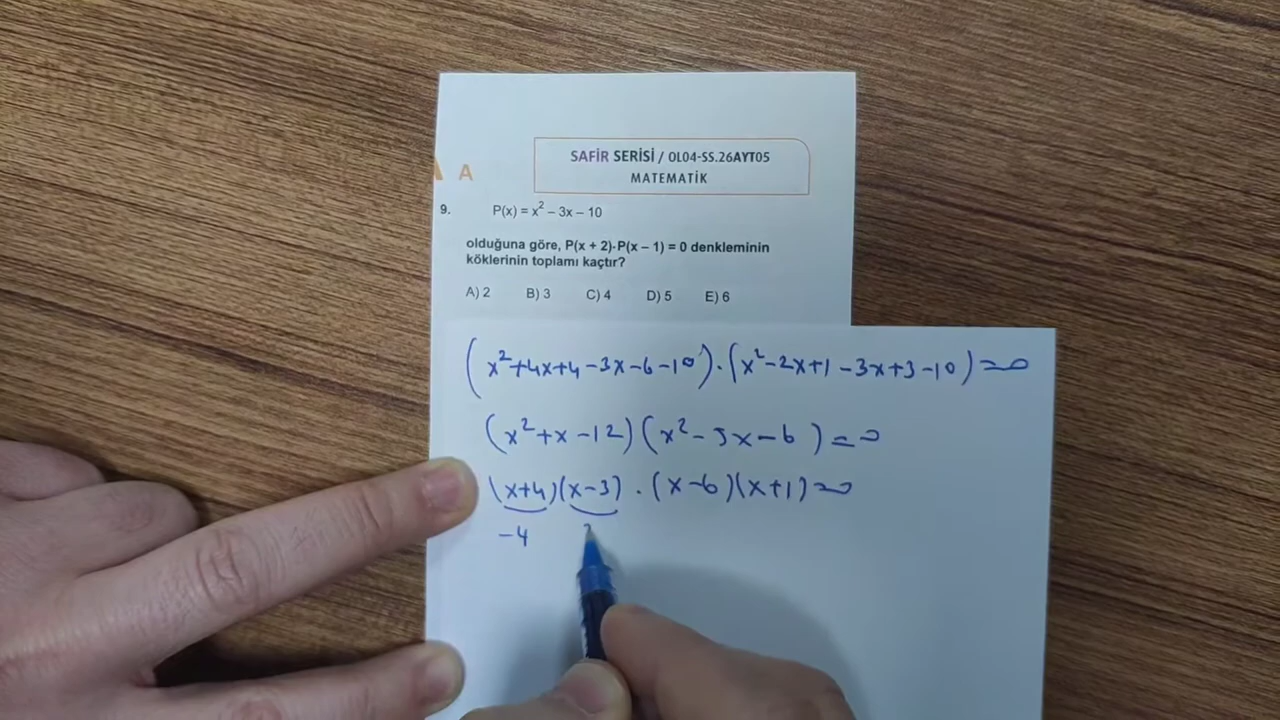 A
SAFİR SERİSİ / OL04-SS.26AYT05
MATEMATİK
9. P(x) = x² – 3x – 10
olduğuna göre, P(x + 2)·P(x – 1) = 0 denkleminin
köklerinin toplamı kaçtır?
A) 2 B) 3 C) 4 D) 5 E) 6
(x²+4x+4-3x-6-10).(x²-2x+1-3x+3-10)=0
(x²+x-12)(x²-5x-6)=0
(x+4)(x-3).(x-6)(x+1)=0
-4